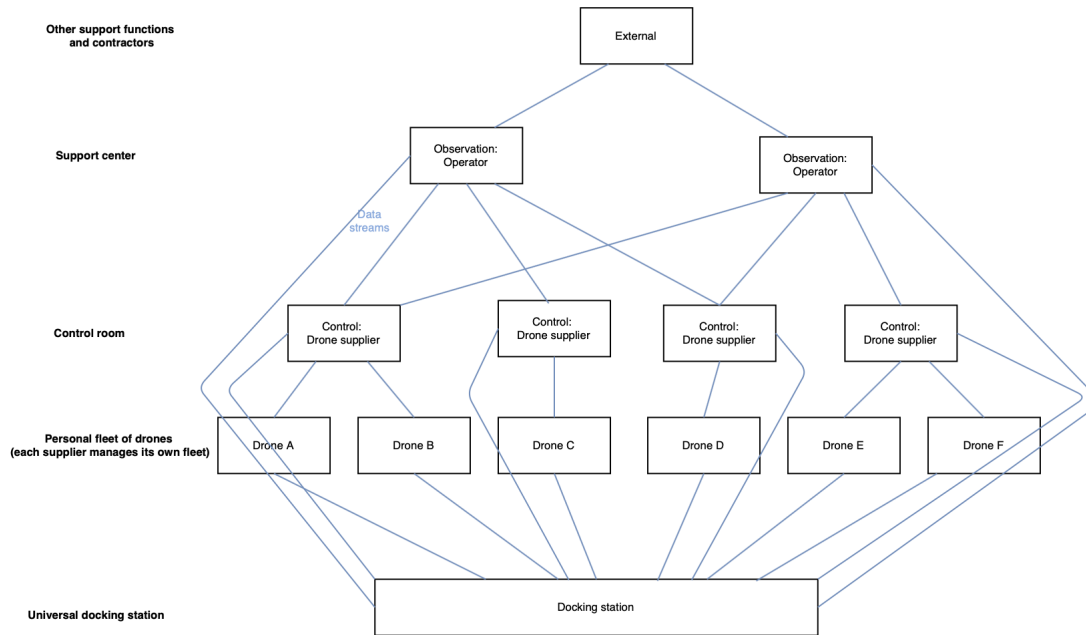 Other support functions
and contractors
External
Support center
Observation:
Operator
Observation:
Operator
Data
streams
Control room
Control:
Drone supplier
Control:
Drone supplier
Control:
Drone supplier
Control:
Drone supplier
Personal fleet of drones
(each supplier manages its own fleet)
Drone A
Drone B
Drone C
Drone D
Drone E
Drone F
Universal docking station
Docking station